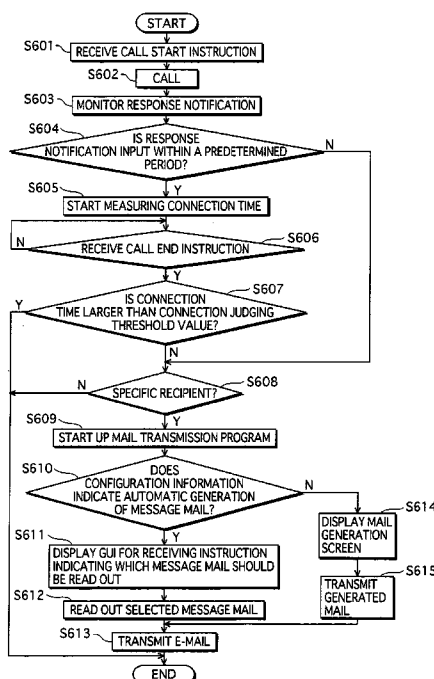 START
S601
RECEIVE CALL START INSTRUCTION
S602
CALL
S603
MONITOR RESPONSE NOTIFICATION
S604
IS RESPONSE
NOTIFICATION INPUT WITHIN A PREDETERMINED
PERIOD?
N
Y
S605
START MEASURING CONNECTION TIME
S606
N
RECEIVE CALL END INSTRUCTION
Y
S607
Y
IS CONNECTION
TIME LARGER THAN CONNECTION JUDGING
THRESHOLD VALUE?
N
S608
N
SPECIFIC RECIPIENT?
Y
S609
START UP MAIL TRANSMISSION PROGRAM
S610
DOES
CONFIGURATION INFORMATION
INDICATE AUTOMATIC GENERATION
OF MESSAGE MAIL?
N
Y
S614
DISPLAY MAIL
GENERATION
SCREEN
S611
DISPLAY GUI FOR RECEIVING INSTRUCTION
INDICATING WHICH MESSAGE MAIL SHOULD
BE READ OUT
S615
TRANSMIT
GENERATED
MAIL
S612
READ OUT SELECTED MESSAGE MAIL
S613
TRANSMIT E-MAIL
END